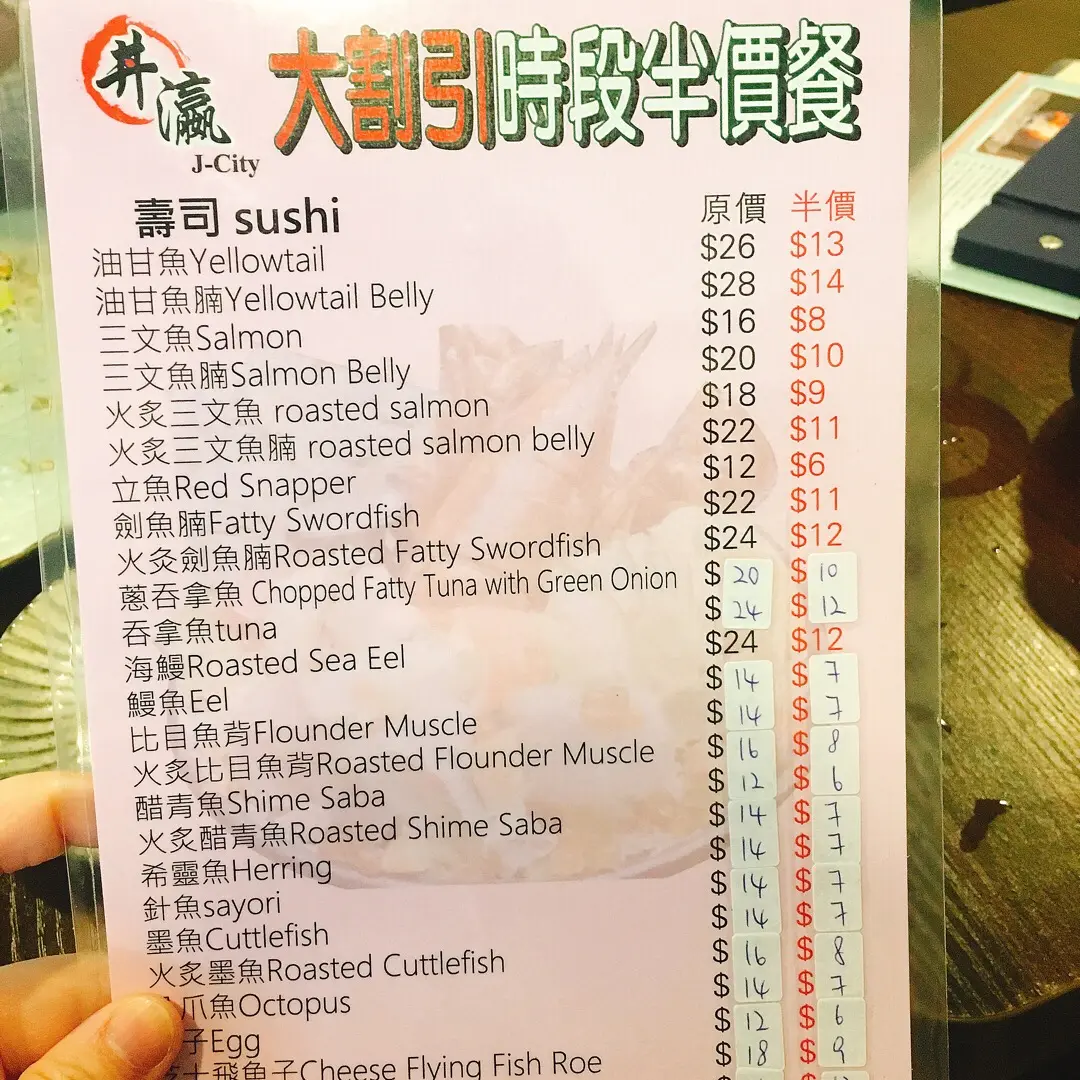 井瀛
J-City
大割引時段半價餐
壽司 sushi 原價 半價
油甘魚Yellowtail $26 $13
油甘魚腩Yellowtail Belly $28 $14
三文魚Salmon $16 $8
三文魚腩Salmon Belly $20 $10
火炙三文魚 roasted salmon $18 $9
火炙三文魚腩 roasted salmon belly $22 $11
立魚Red Snapper $12 $6
劍魚腩Fatty Swordfish $22 $11
火灸劍魚腩Roasted Fatty Swordfish $24 $12
蔥吞拿魚 Chopped Fatty Tuna with Green Onion $ 20 $ 10
吞拿魚tuna $ 24 $ 12
海鰻Roasted Sea Eel $24 $12
鰻魚Eel $ 14 $ 7
比目魚背Flounder Muscle $ 14 $ 7
火炙比目魚背Roasted Flounder Muscle $ 16 $ 8
醋青魚Shime Saba $ 12 $ 6
火炙醋青魚Roasted Shime Saba $ 14 $ 7
希靈魚Herring $ 14 $ 7
針魚sayori $ 14 $ 7
墨魚Cuttlefish $ 14 $ 7
火炙墨魚Roasted Cuttlefish $ 16 $ 8
爪魚Octopus $ 14 $ 7
子Egg $ 12 $ 6
士飛魚子Cheese Flying Fish Roe $ 18 $ 9